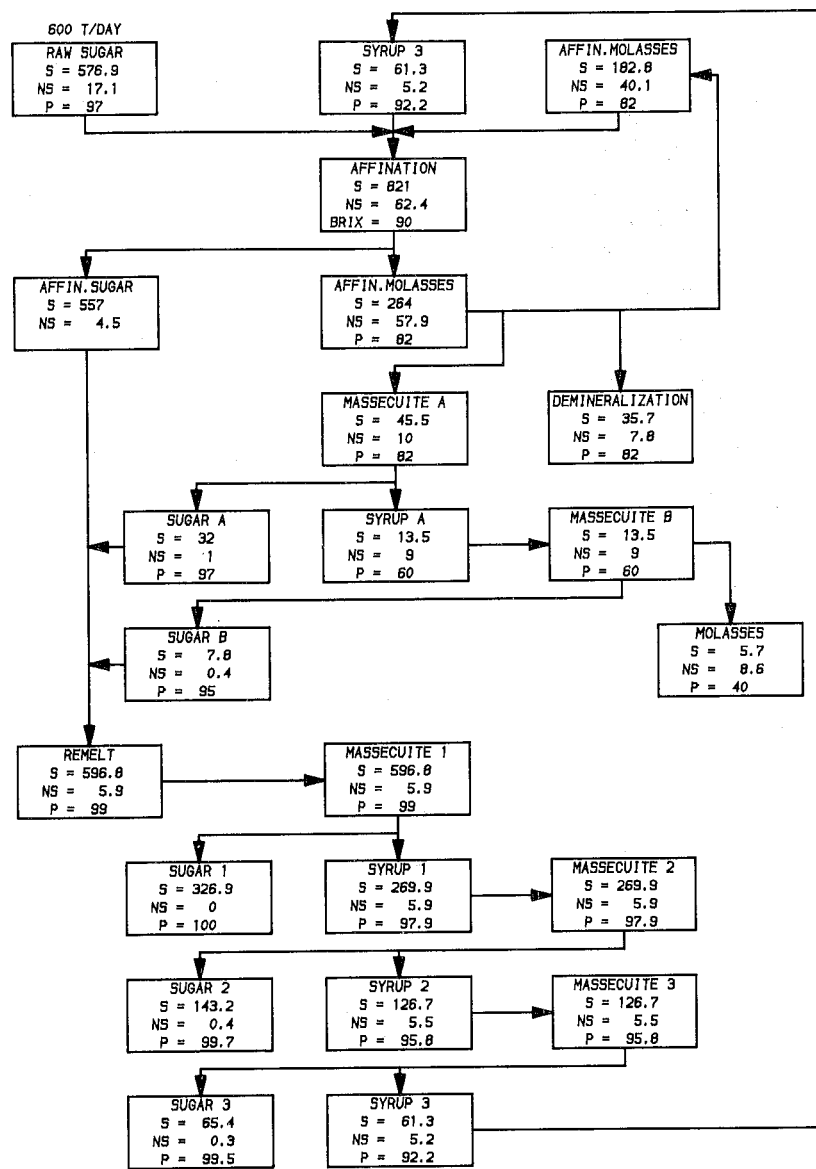 600 T/DAY
RAW SUGAR
S = 576.9
NS = 17.1
P = 97
SYRUP 3
S = 61.3
NS = 5.2
P = 92.2
AFFIN.MOLASSES
S = 182.8
NS = 40.1
P = 82
AFFINATION
S = 821
NS = 62.4
BRIX = 90
AFFIN.SUGAR
S = 557
NS = 4.5
AFFIN.MOLASSES
S = 264
NS = 57.9
P = 82
MASSECUITE A
S = 45.5
NS = 10
P = 82
DEMINERALIZATION
S = 35.7
NS = 7.8
P = 82
SUGAR A
S = 32
NS = 1
P = 97
SYRUP A
S = 13.5
NS = 9
P = 60
MASSECUITE B
S = 13.5
NS = 9
P = 60
SUGAR B
S = 7.8
NS = 0.4
P = 95
MOLASSES
S = 5.7
NS = 8.6
P = 40
REMELT
S = 596.8
NS = 5.9
P = 99
MASSECUITE 1
S = 596.8
NS = 5.9
P = 99
SUGAR 1
S = 326.9
NS = 0
P = 100
SYRUP 1
S = 269.9
NS = 5.9
P = 97.9
MASSECUITE 2
S = 269.9
NS = 5.9
P = 97.9
SUGAR 2
S = 143.2
NS = 0.4
P = 99.7
SYRUP 2
S = 126.7
NS = 5.5
P = 95.8
MASSECUITE 3
S = 126.7
NS = 5.5
P = 95.8
SUGAR 3
S = 65.4
NS = 0.3
P = 99.5
SYRUP 3
S = 61.3
NS = 5.2
P = 92.2